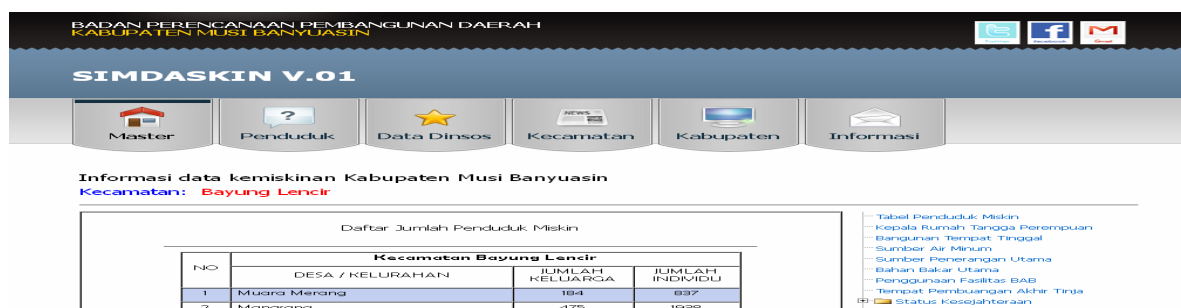 BADAN PERENCANAAN PEMBANGUNAN DAERAH
KABUPATEN MUSI BANYUASIN
Facebook
Gmail
SIMDASKIN V.01
Master
Penduduk
Data Dinsos
Kecamatan
Kabupaten
Informasi
NEWS
Informasi data kemiskinan Kabupaten Musi Banyuasin
Kecamatan: Bayung Lencir
Daftar Jumlah Penduduk Miskin
NO
Kecamatan Bayung Lencir
DESA / KELURAHAN
JUMLAH KELUARGA
JUMLAH INDIVIDU
1 Muara Merang 184 837
Tabel Penduduk Miskin
Kepala Rumah Tangga Perempuan
Bangunan Tempat Tinggal
Sumber Air Minum
Sumber Penerangan Utama
Bahan Bakar Utama
Penggunaan Fasilitas BAB
Tempat Pembuangan Akhir Tinja
Status Kesejahteraan